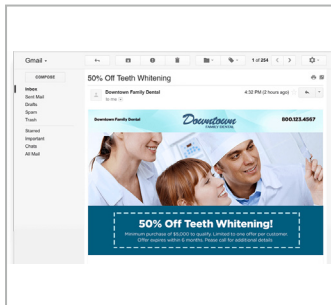 Gmail
1 of 254
COMPOSE
50% Off Teeth Whitening
Inbox
Sent Mail
Drafts
Spam
Trash
Starred
Important
Chats
All Mail
Downtown Family Dental
to me
4:32 PM (2 hours ago)
Downtown Family Dental
Downtown
FAMILY DENTAL
800.123.4567
50% Off Teeth Whitening!
Minimum purchase of $5,000 to qualify. Limited to one offer per customer.
Offer expires within 6 months. Please call for additional details